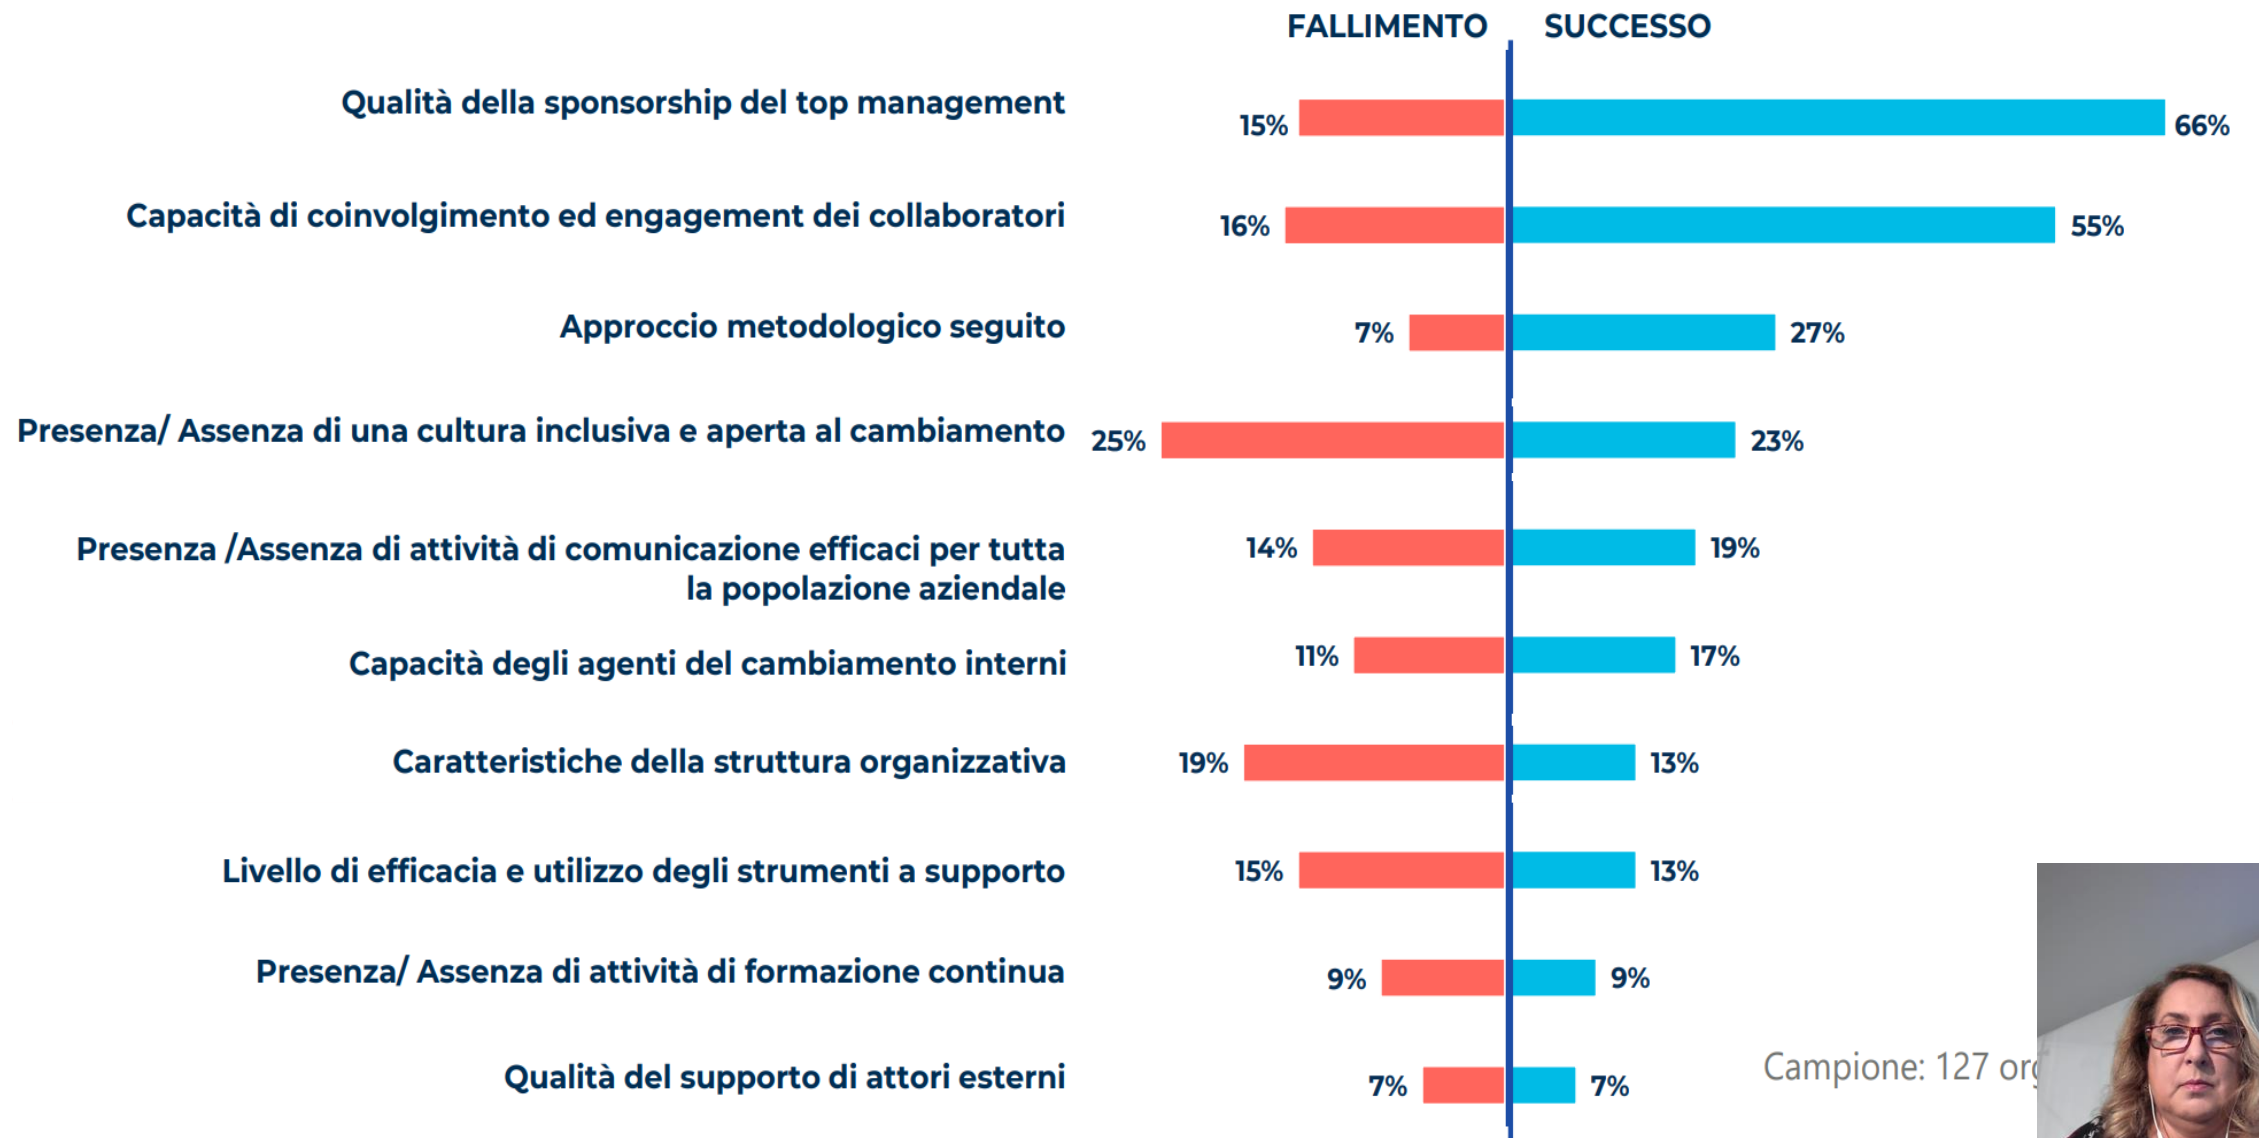 FALLIMENTO SUCCESSO
Qualità della sponsorship del top management 15% 66%
Capacità di coinvolgimento ed engagement dei collaboratori 16% 55%
Approccio metodologico seguito 7% 27%
Presenza/ Assenza di una cultura inclusiva e aperta al cambiamento 25% 23%
Presenza /Assenza di attività di comunicazione efficaci per tutta 14% 19%
la popolazione aziendale
Capacità degli agenti del cambiamento interni 11% 17%
Caratteristiche della struttura organizzativa 19% 13%
Livello di efficacia e utilizzo degli strumenti a supporto 15% 13%
Presenza/ Assenza di attività di formazione continua 9% 9%
Qualità del supporto di attori esterni 7% 7%
Campione: 127